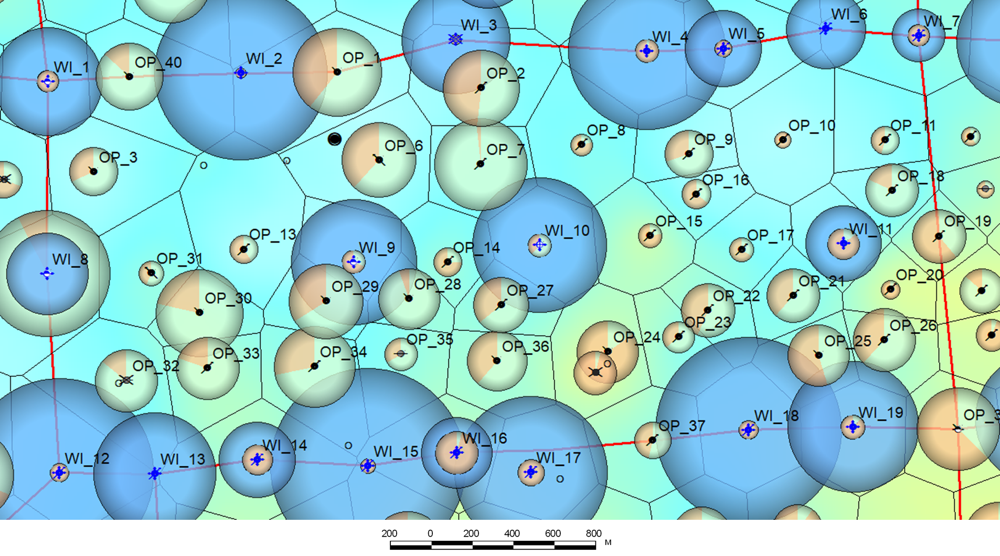 WI_3
WI_6
WI_7
WI_4
WI_5
OP_1
WI_2
OP_40
WI_1
OP_2
OP_8
OP_10
OP_11
OP_9
OP_6
OP_7
OP_3
OP_16
OP_18
OP_15
OP_19
WI_11
WI_10
OP_13
OP_17
WI_9
OP_14
WI_8
OP_31
OP_20
OP_21
OP_28
OP_29
OP_27
OP_22
OP_30
OP_23
OP_26
OP_24
OP_25
OP_35
OP_36
OP_34
OP_33
OP_32
WI_19
WI_18
OP_3
OP_37
WI_16
WI_14
WI_15
WI_17
WI_12
WI_13
200 0 200 400 600 800
M